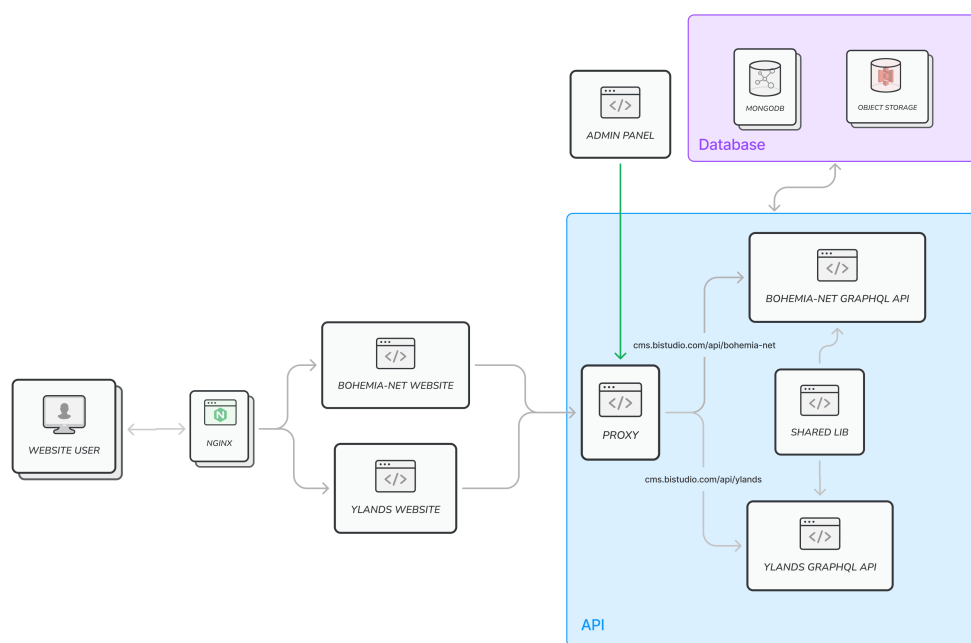 MONGODB
OBJECT STORAGE
Database
ADMIN PANEL
BOHEMIA-NET GRAPHQL API
cms.bistudio.com/api/bohemia-net
BOHEMIA-NET WEBSITE
WEBSITE USER
NGINX
PROXY
SHARED LIB
cms.bistudio.com/api/ylands
YLANDS WEBSITE
YLANDS GRAPHQL API
API